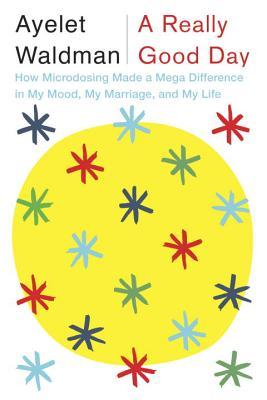 Ayelet
Waldman
A Really
Good Day
How Microdosing Made a Mega Difference
in My Mood, My Marriage, and My Life